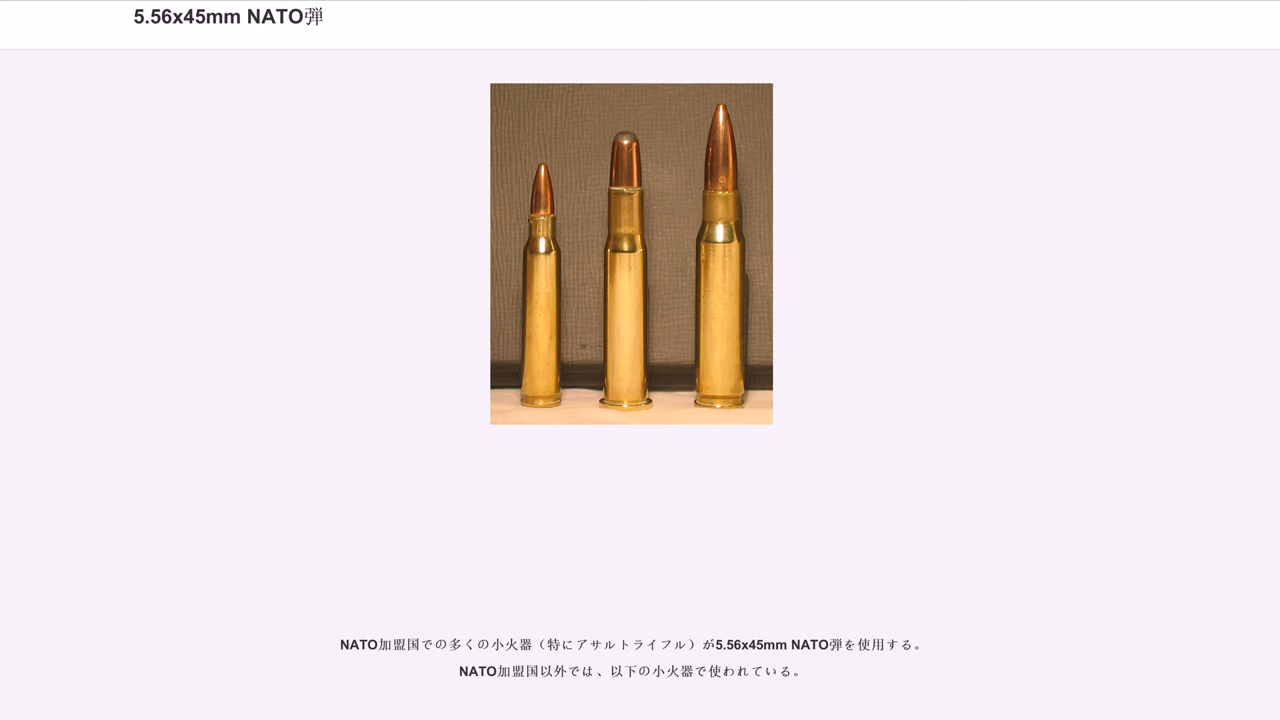 5.56x45mm NATO弾
NATO加盟国での多くの小火器（特にアサルトライフル）が5.56x45mm NATO弾を使用する。
NATO加盟国以外では、以下の小火器で使われている。